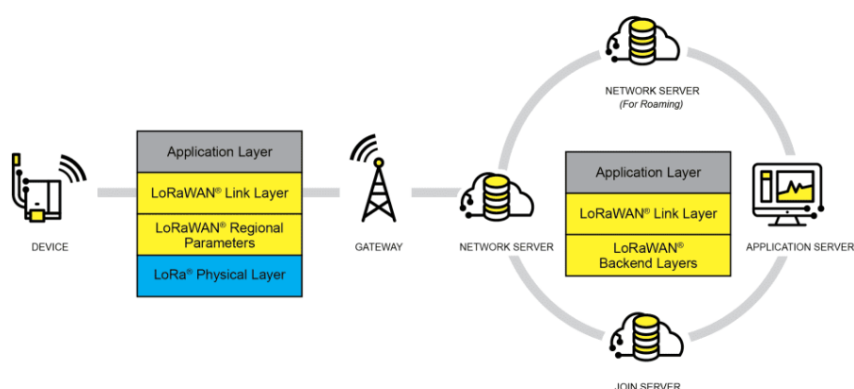 NETWORK SERVER
(For Roaming)
Application Layer
LoRaWAN® Link Layer
LoRaWAN® Regional
Parameters
LoRa® Physical Layer
DEVICE
GATEWAY
NETWORK SERVER
Application Layer
LoRaWAN® Link Layer
LoRaWAN®
Backend Layers
APPLICATION SERVER
JOIN SERVER